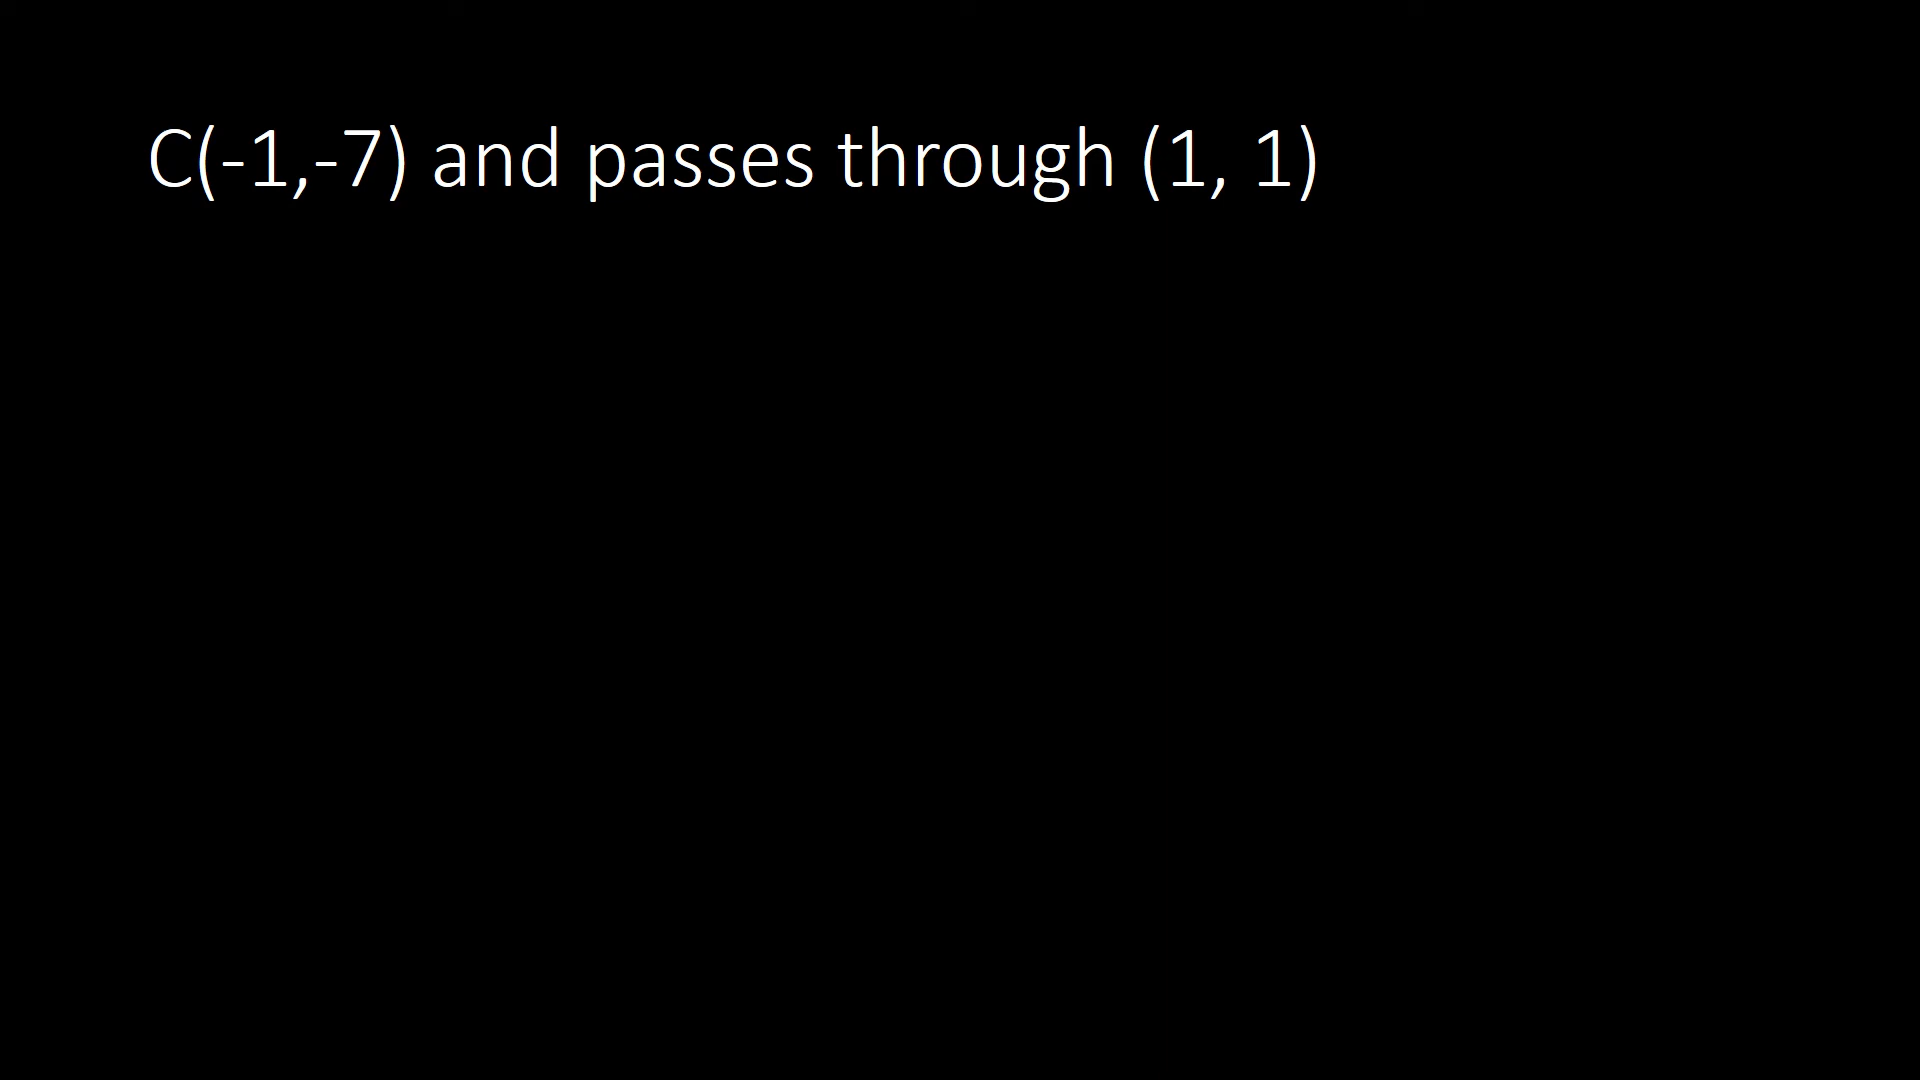 C(-1,-7) and passes through (1, 1)